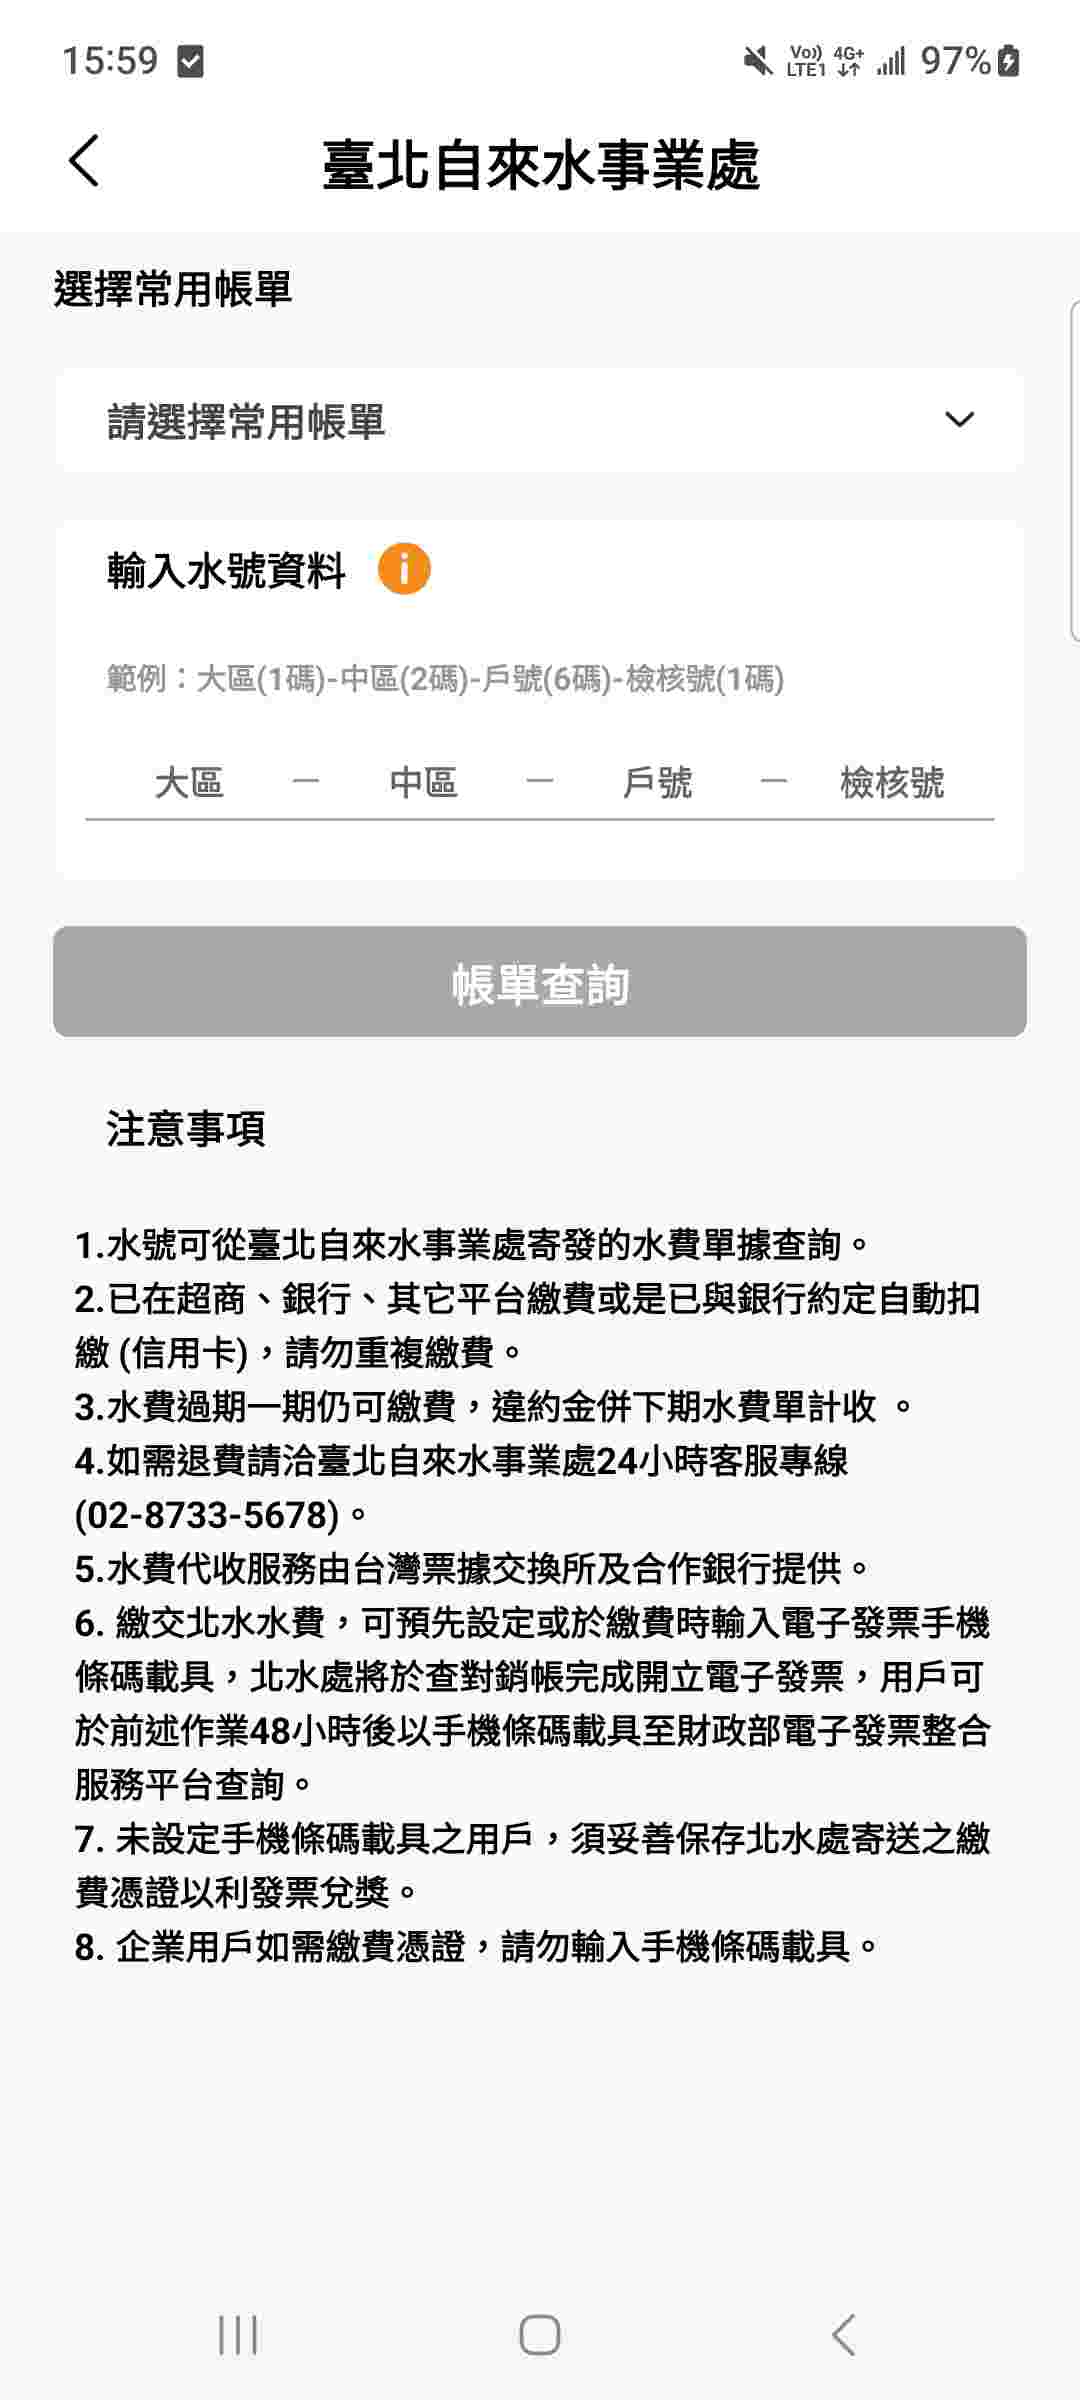 15:59
Vo)) LTE1 4G+ 97%
臺北自來水事業處
選擇常用帳單
請選擇常用帳單
輸入水號資料 i
範例：大區(1碼)-中區(2碼)-戶號(6碼)-檢核號(1碼)
大區 — 中區 — 戶號 — 檢核號
帳單查詢
注意事項
1.水號可從臺北自來水事業處寄發的水費單據查詢。
2.已在超商、銀行、其它平台繳費或是已與銀行約定自動扣
繳 (信用卡)，請勿重複繳費。
3.水費過期一期仍可繳費，違約金併下期水費單計收 。
4.如需退費請洽臺北自來水事業處24小時客服專線
(02-8733-5678)。
5.水費代收服務由台灣票據交換所及合作銀行提供。
6. 繳交北水水費，可預先設定或於繳費時輸入電子發票手機
條碼載具，北水處將於查對銷帳完成開立電子發票，用戶可
於前述作業48小時後以手機條碼載具至財政部電子發票整合
服務平台查詢。
7. 未設定手機條碼載具之用戶，須妥善保存北水處寄送之繳
費憑證以利發票兌獎。
8. 企業用戶如需繳費憑證，請勿輸入手機條碼載具。